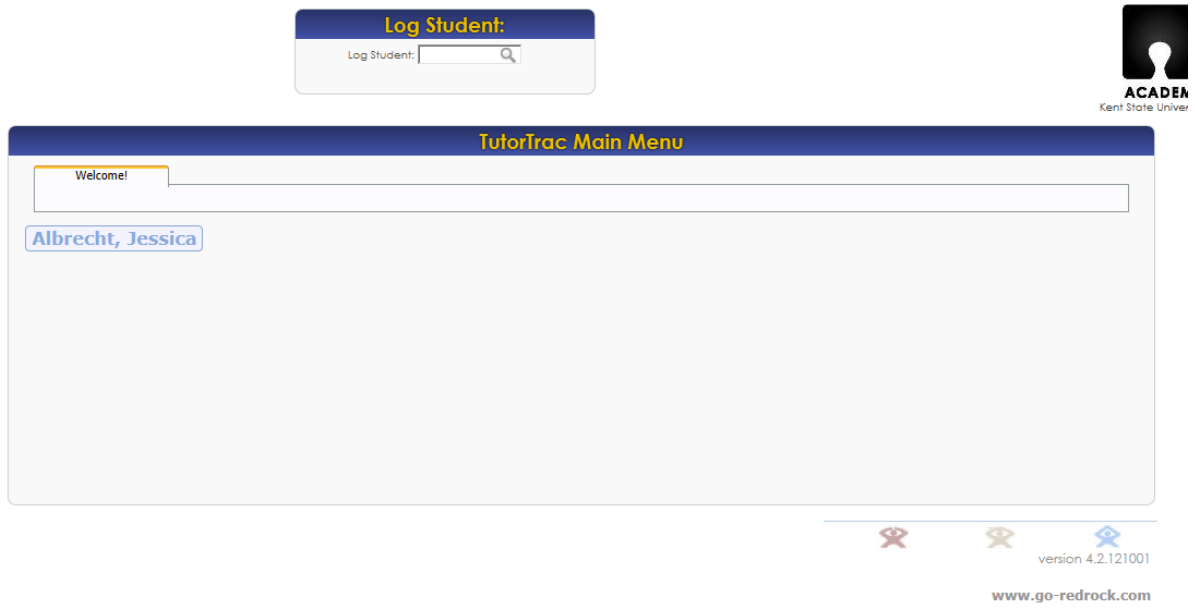 Log Student:
Log Student:
ACADEM
Kent State Univer
TutorTrac Main Menu
Welcome!
Albrecht, Jessica
version 4.2.121001
www.go-redrock.com